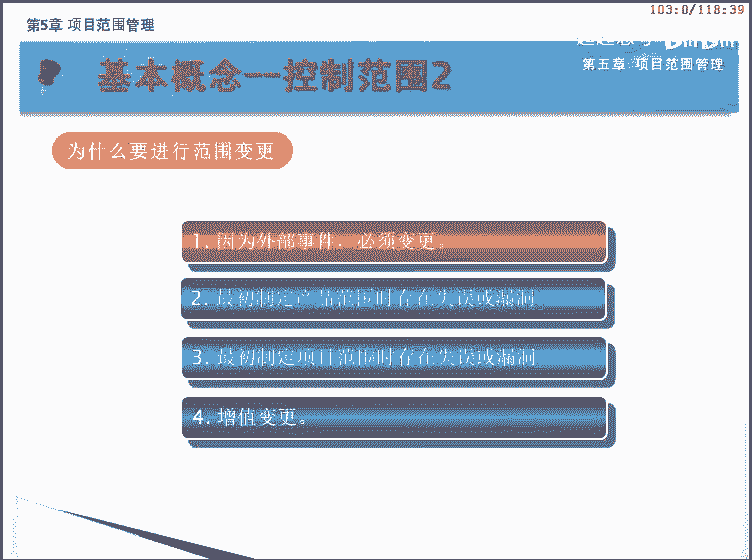 第5章 项目范围管理
103:0/118:39
第五章 项目范围管理
基本概念—控制范围2
为什么要进行范围变更
1. 因为外部事件，必须变更。
2. 最初制定产品范围时存在失误或漏洞
3. 最初制定项目范围时存在失误或漏洞
4. 增值变更。